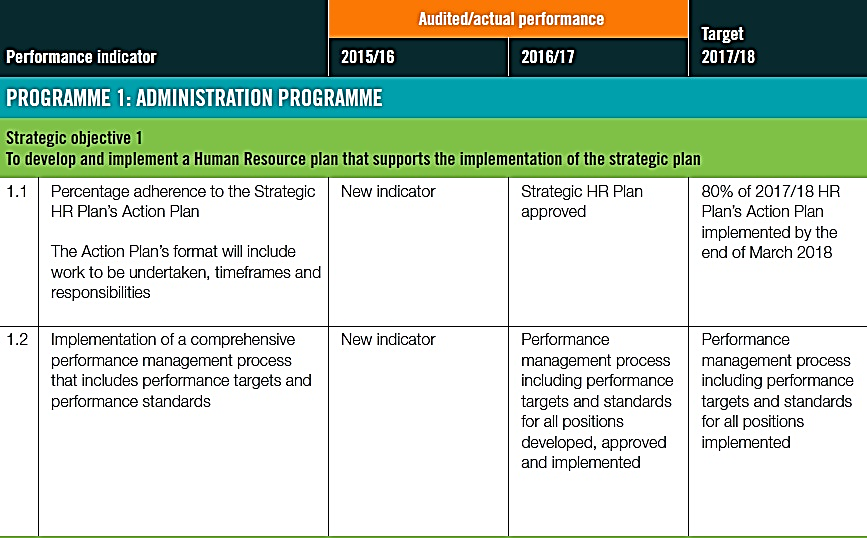 Audited/actual performance
Target
Performance indicator
2015/16
2016/17
2017/18
PROGRAMME 1: ADMINISTRATION PROGRAMME
Strategic objective 1
To develop and implement a Human Resource plan that supports the implementation of the strategic plan
1.1
Percentage adherence to the Strategic
HR Plan's Action Plan
The Action Plan's format will include
work to be undertaken, timeframes and
responsibilities
New indicator
Strategic HR Plan
approved
80% of 2017/18 HR
Plan's Action Plan
implemented by the
end of March 2018
1.2
Implementation of a comprehensive
performance management process
that includes performance targets and
performance standards
New indicator
Performance
management process
including performance
targets and standards
for all positions
developed, approved
and implemented
Performance
management process
including performance
targets and standards
for all positions
implemented